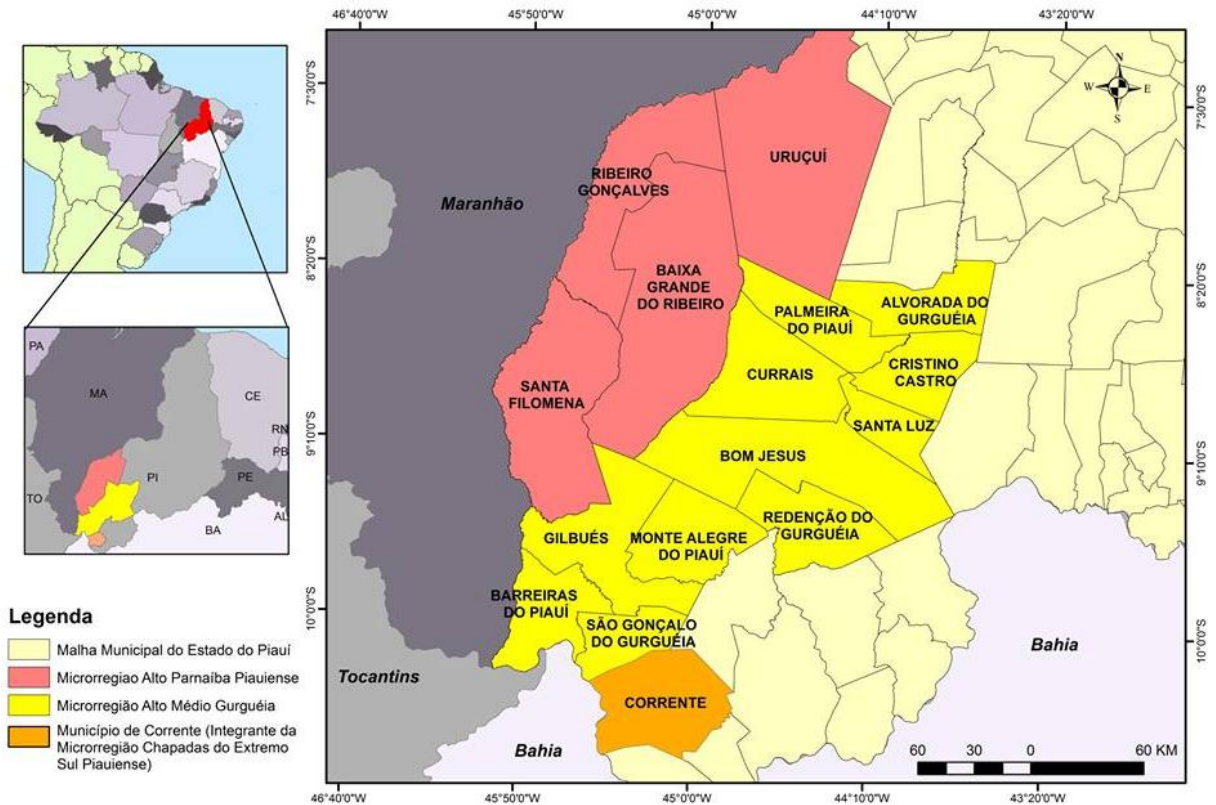 46°40'0"W
45°50'0"W
45°0'0"W
44°10'0"W
43°20'0"W
7°30'0"S
8°20'0"S
9°10'0"S
10°0'0"S
N
W
E
S
Maranhão
RIBEIRO
GONÇALVES
URUÇUÍ
BAIXA
GRANDE
DO RIBEIRO
PALMEIRA
DO PIAUÍ
ALVORADA DO
GURGUÉIA
CURRAIS
CRISTINO
CASTRO
SANTA
FILOMENA
SANTA LUZ
BOM JESUS
GILBUÉS
MONTE ALEGRE
DO PIAUÍ
REDENÇÃO DO
GURGUÉIA
BARREIRAS
DO PIAUÍ
SÃO GONÇALO
DO GURGUÉIA
Tocantins
CORRENTE
Bahia
Bahia
60 30 0 60 KM
7°30'0"S
8°20'0"S
9°10'0"S
10°0'0"S
46°40'0"W
45°50'0"W
45°0'0"W
44°10'0"W
43°20'0"W
PA
MA
CE
RN
PB
PI
PE
TO
BA
AL
Legenda
Malha Municipal do Estado do Piauí
Microrregiao Alto Parnaíba Piauiense
Microrregião Alto Médio Gurguéia
Município de Corrente (Integrante da
Microrregião Chapadas do Extremo
Sul Piauiense)